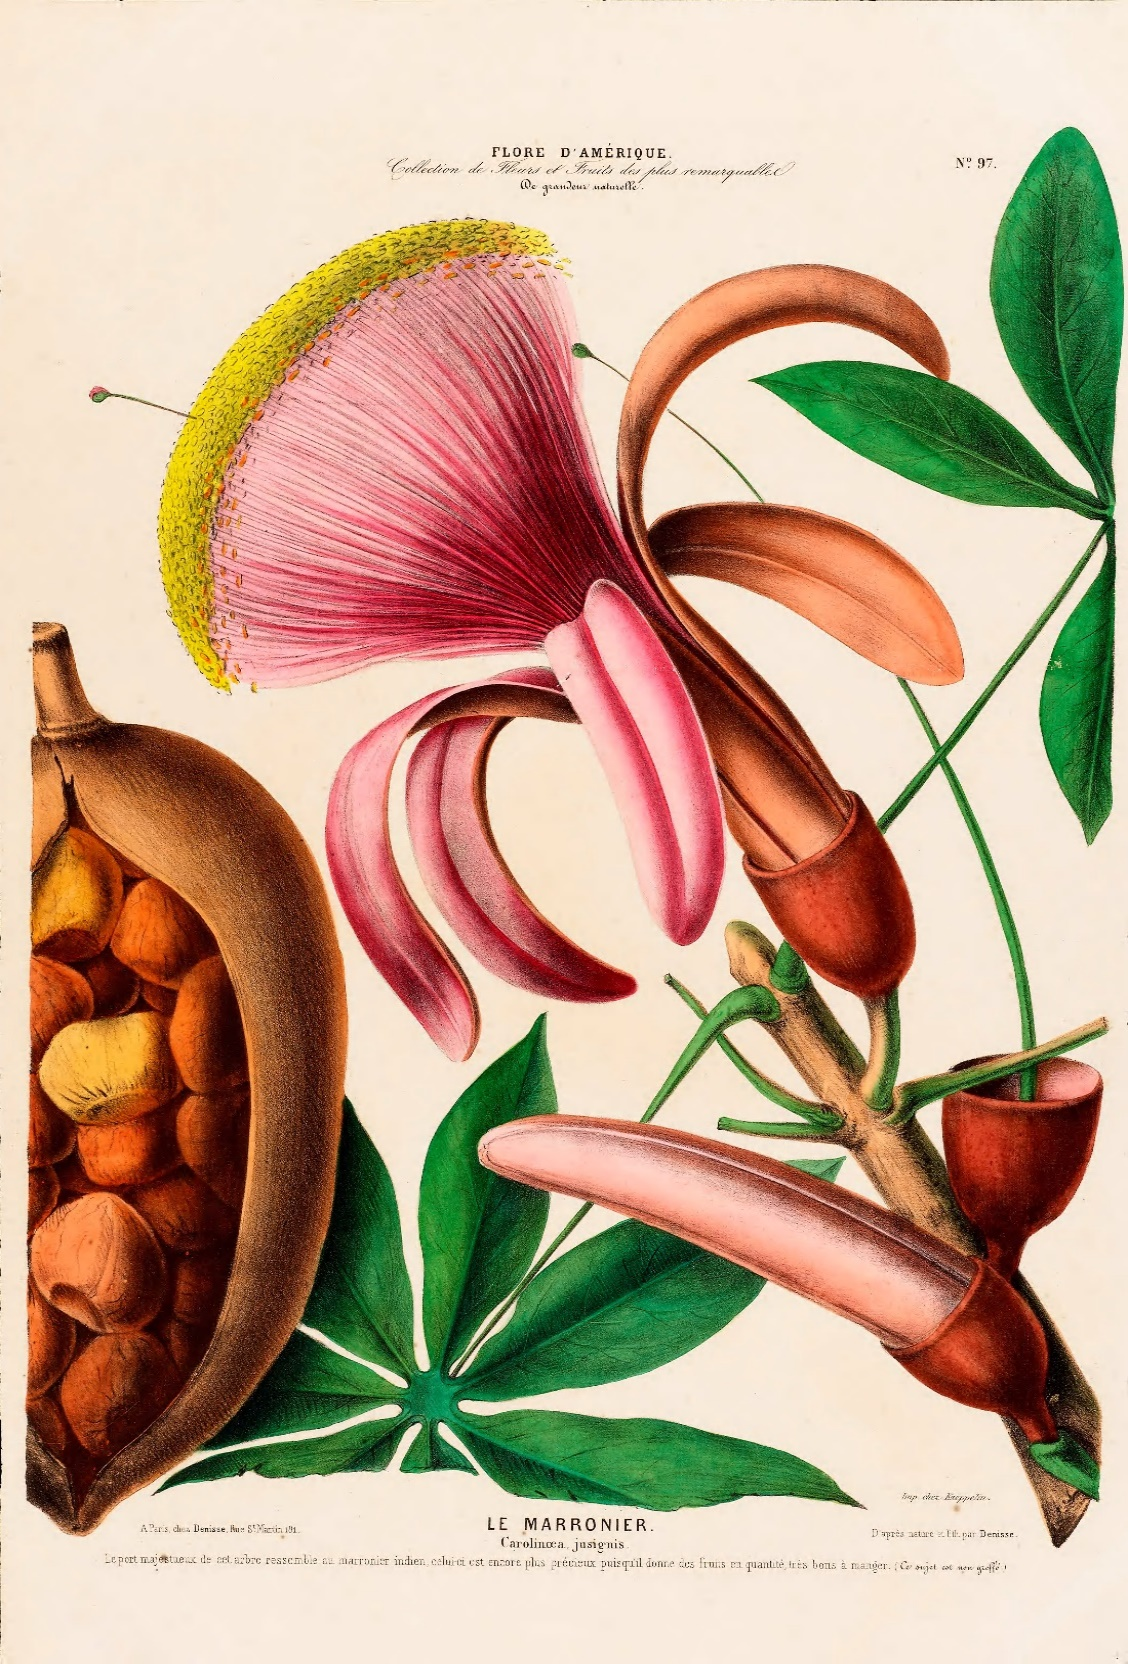 FLORE D'AMÉRIQUE.
Nº 97.
Collection de Fleurs et Fruits des plus remarquables
De grandeur naturelle.
Imp. chez Kaeppelin.
A Paris, chez Denisse, Rue St Martin 181.
LE MARRONIER.
D'après nature et lith. par Denisse.
Carolinœa, jusignis.
Le port majestueux de cet arbre ressemble au marronier indien, celui-ci est encore plus précieux puisqu'il donne des fruits en quantité, très bons à manger. (Ce sujet est non greffé)